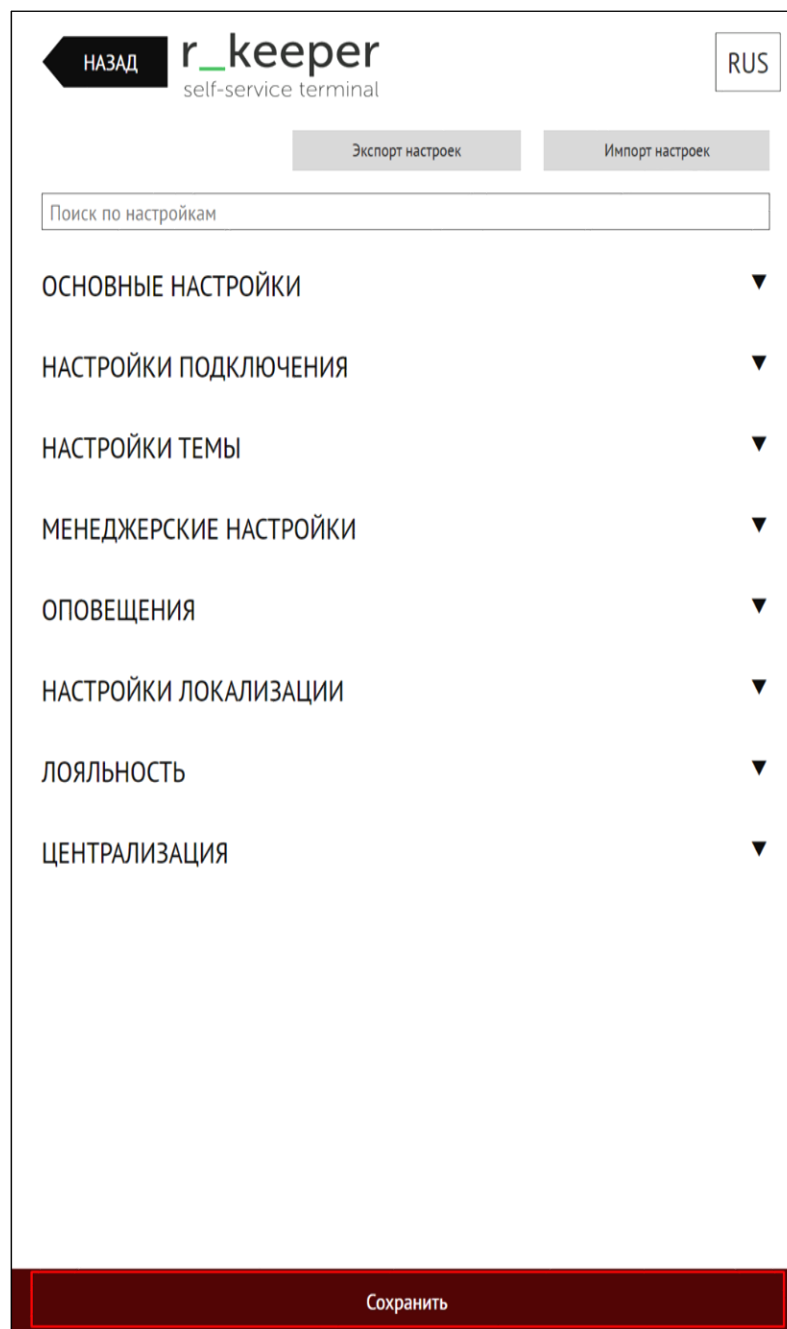 НАЗАД
r_keeper
self-service terminal
RUS
Экспорт настроек
Импорт настроек
Поиск по настройкам
ОСНОВНЫЕ НАСТРОЙКИ
НАСТРОЙКИ ПОДКЛЮЧЕНИЯ
НАСТРОЙКИ ТЕМЫ
МЕНЕДЖЕРСКИЕ НАСТРОЙКИ
ОПОВЕЩЕНИЯ
НАСТРОЙКИ ЛОКАЛИЗАЦИИ
ЛОЯЛЬНОСТЬ
ЦЕНТРАЛИЗАЦИЯ
Сохранить